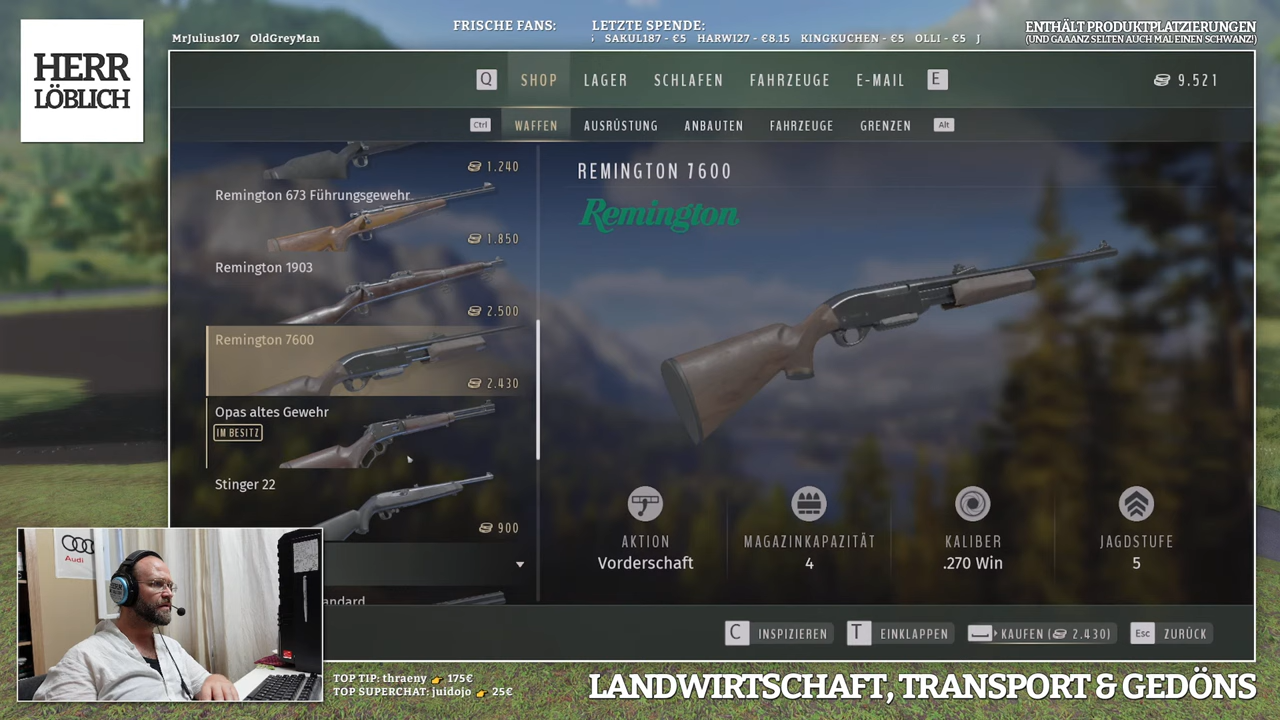 HERR
LÖBLICH
FRISCHE FANS:
MrJulius107 OldGreyMan
LETZTE SPENDE:
; SAKUL187 - €5 HARWI27 - €8.15 KINGKUCHEN - €5 OLLI - €5 J
ENTHÄLT PRODUKTPLATZIERUNGEN
(UND GAAANZ SELTEN AUCH MAL EINEN SCHWANZ!)
Q SHOP LAGER SCHLAFEN FAHRZEUGE E-MAIL E 9.521
Ctrl WAFFEN AUSRÜSTUNG ANBAUTEN FAHRZEUGE GRENZEN Alt
1.240
Remington 673 Führungsgewehr
1.850
Remington 1903
2.500
Remington 7600
2.430
Opas altes Gewehr
IM BESITZ
Stinger 22
900
andard
REMINGTON 7600
Remington
AKTION
Vorderschaft
MAGAZINKAPAZITÄT
4
KALIBER
.270 Win
JAGDSTUFE
5
C INSPIZIEREN T EINKLAPPEN KAUFEN ( 2.430) Esc ZURÜCK
Audi
TOP TIP: thraeny 👉 175€
TOP SUPERCHAT: juidojo 👉 25€
LANDWIRTSCHAFT, TRANSPORT & GEDÖNS